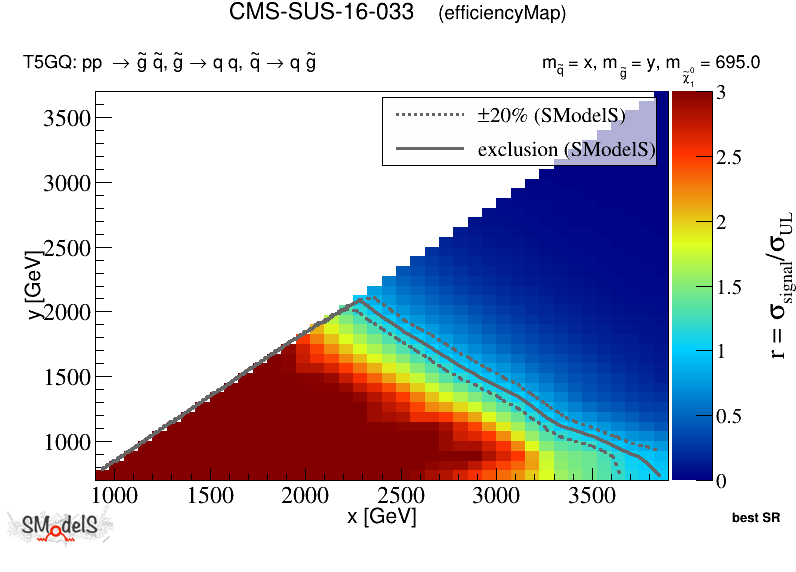 CMS-SUS-16-033 (efficiencyMap)
T5GQ: pp → g̃ q̃, g̃ → q q, q̃ → q g̃
m_q̃ = x, m_g̃ = y, m_χ̃₁⁰ = 695.0
±20% (SModelS)
exclusion (SModelS)
3500
3000
2500
2000
1500
1000
y [GeV]
1000 1500 2000 2500 3000 3500
x [GeV]
3
2.5
2
1.5
1
0.5
0
r = σ_signal/σ_UL
SModelS
best SR